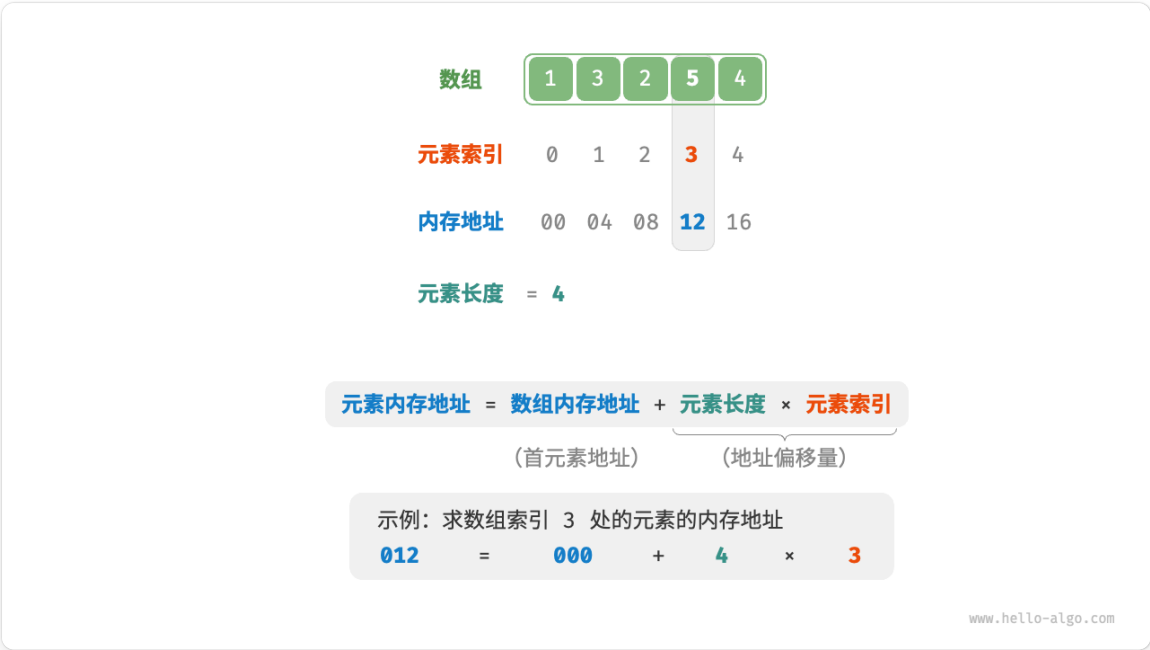 数组 1 3 2 5 4
元素索引 0 1 2 3 4
内存地址 00 04 08 12 16
元素长度 = 4
元素内存地址 = 数组内存地址 + 元素长度 × 元素索引
（首元素地址） （地址偏移量）
示例：求数组索引 3 处的元素的内存地址
012 = 000 + 4 × 3
www.hello-algo.com